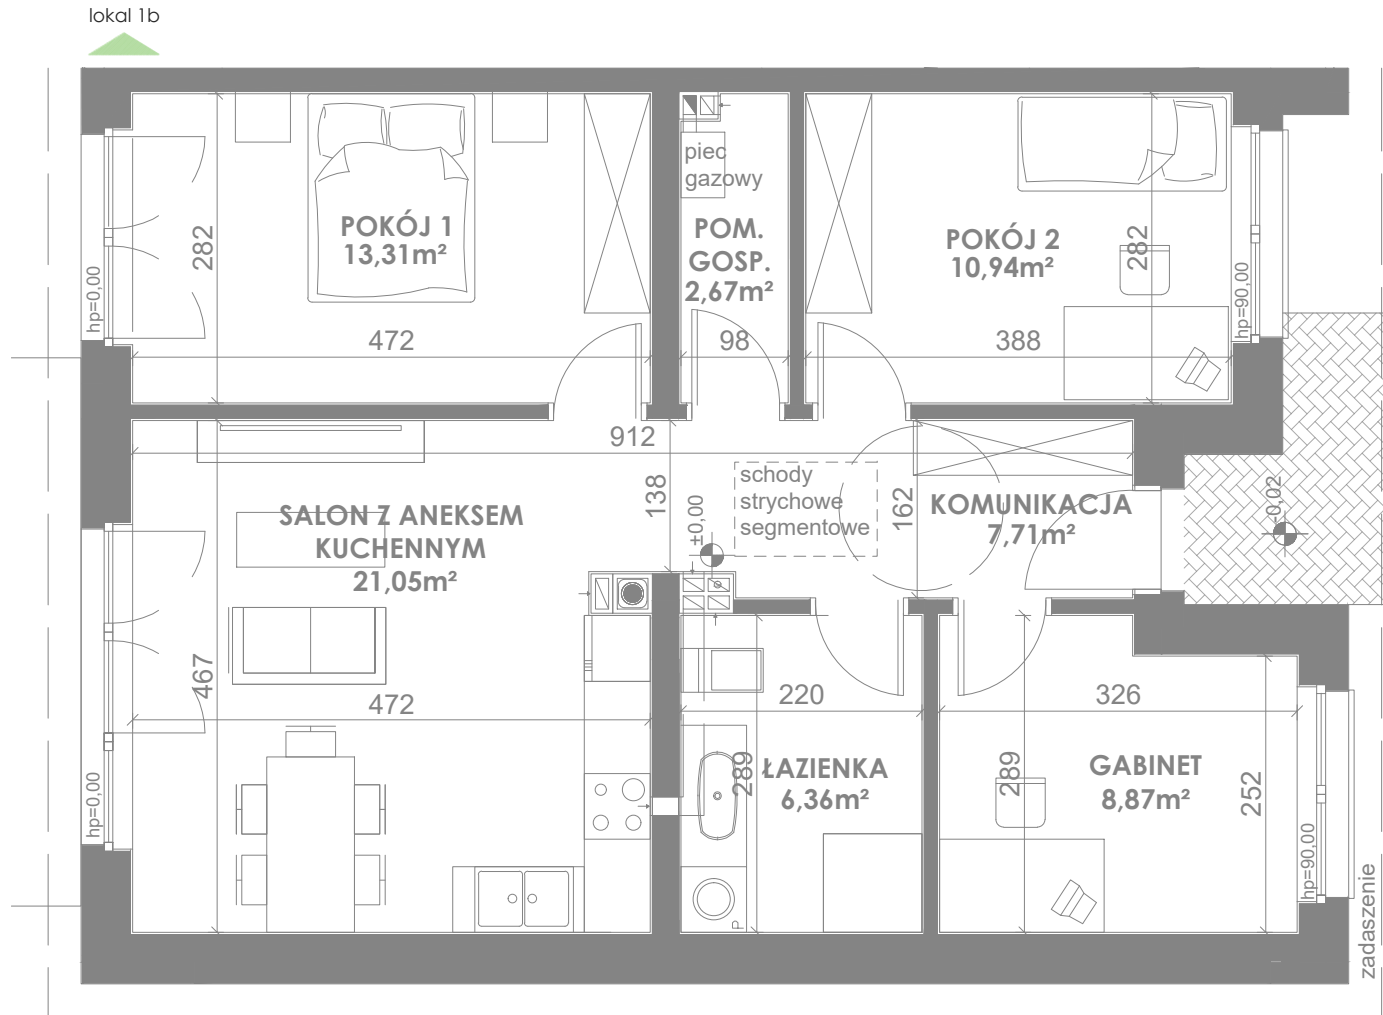 lokal 1b
piec
gazowy
POKÓJ 1
13,31m²
POM.
GOSP.
2,67m²
POKÓJ 2
10,94m²
282
282
hp=0,00
hp=90,00
472
98
388
912
138
±0,00
schody
strychowe
segmentowe
162
KOMUNIKACJA
7,71m²
-0,02
SALON Z ANEKSEM
KUCHENNYM
21,05m²
467
472
220
326
289
ŁAZIENKA
6,36m²
289
GABINET
8,87m²
252
hp=0,00
hp=90,00
P
zadaszenie